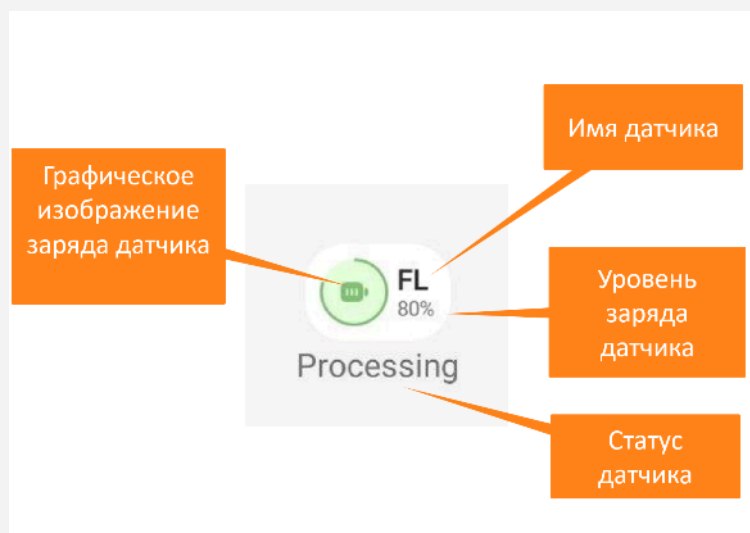 Имя датчика
Графическое
изображение
заряда датчика
FL
80%
Processing
Уровень
заряда
датчика
Статус
датчика